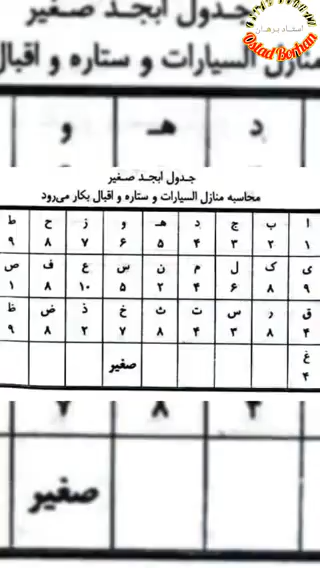 جدول ابجد صغیر
استاد برهان
Ostad Borhan
منازل السیارات و ستاره و اقبال
د هـ و
جدول ابجد صغیر
محاسبه منازل السیارات و ستاره و اقبال بکار می‌رود
ا ب ج د هـ و ز ح ط
۱ ۲ ۳ ۴ ۵ ۶ ۷ ۸ ۹
ی ک ل م ن س ع ف ص
۹ ۸ ۶ ۴ ۲ ۵ ۱۰ ۸ ۱
ق ر س ت ث خ ذ ض ظ
۴ ۸ ۳ ۴ ۸ ۷ ۲ ۸ ۹
غ صغیر
۴
صغیر